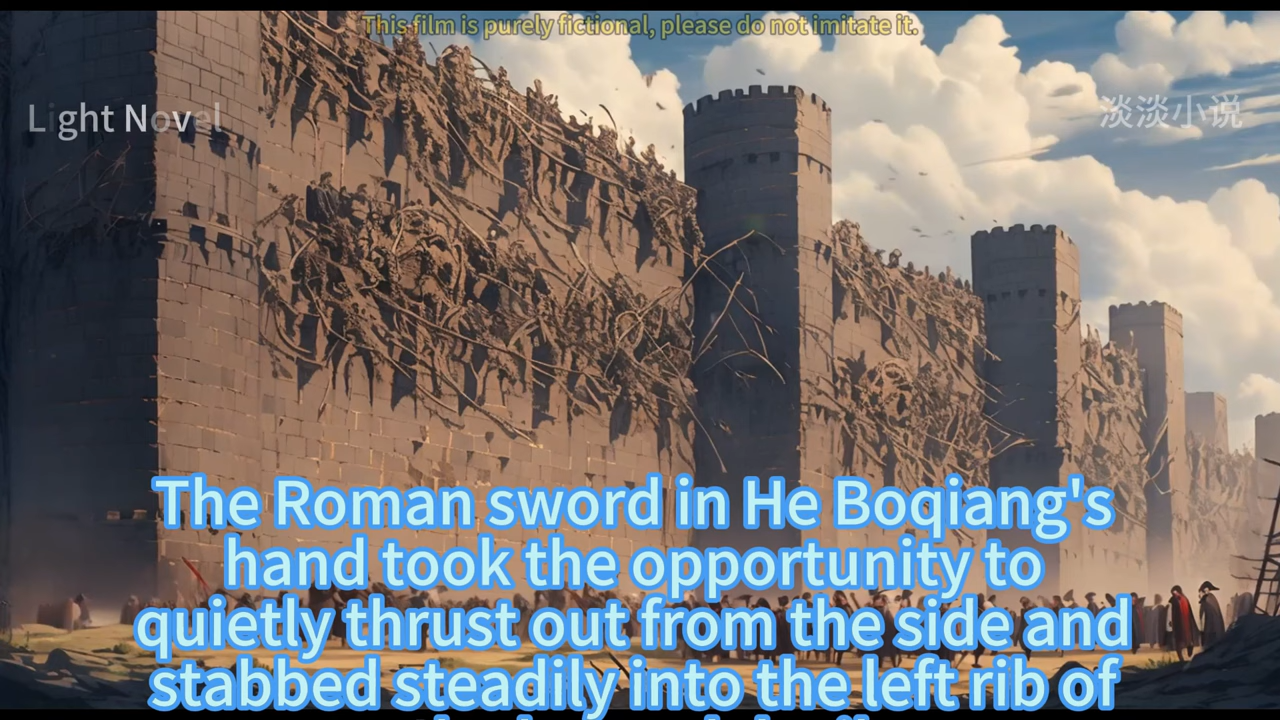 This film is purely fictional, please do not imitate it.
Light Novel
淡淡小说
The Roman sword in He Boqiang's
hand took the opportunity to
quietly thrust out from the side and
stabbed steadily into the left rib of